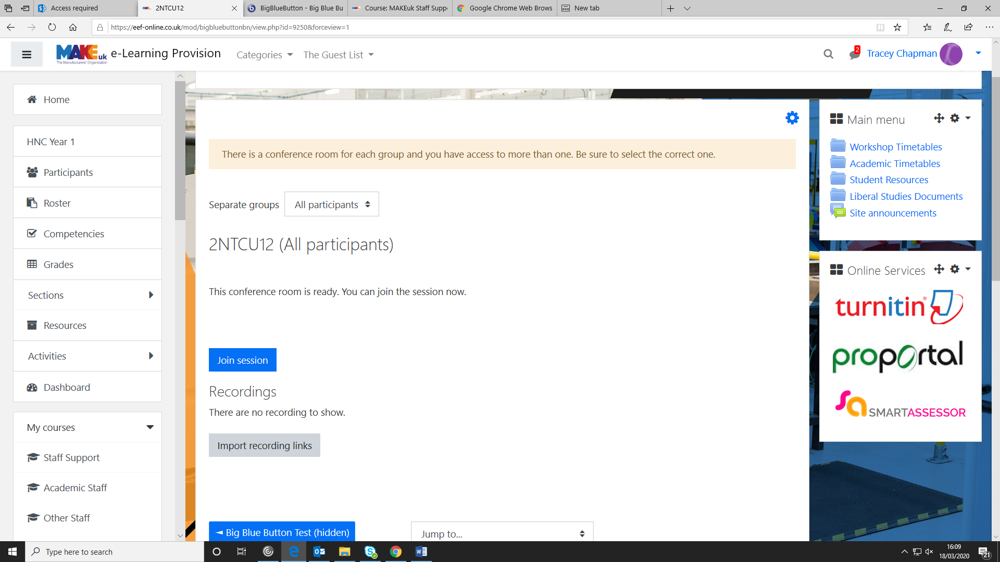 Access required
2NTCU12
BigBlueButton - Big Blue Bu
Course: MAKEuk Staff Supp
Google Chrome Web Brows
New tab
https://eef-online.co.uk/mod/bigbluebuttonbn/view.php?id=9250&forceview=1
MAKEuk
The Manufacturers' Organisation
e-Learning Provision
Categories
The Guest List
2
Tracey Chapman
Home
HNC Year 1
Participants
Roster
Competencies
Grades
Sections
Resources
Activities
Dashboard
My courses
Staff Support
Academic Staff
Other Staff
There is a conference room for each group and you have access to more than one. Be sure to select the correct one.
Separate groups All participants
2NTCU12 (All participants)
This conference room is ready. You can join the session now.
Join session
Recordings
There are no recording to show.
Import recording links
◄ Big Blue Button Test (hidden)
Jump to...
Main menu
Workshop Timetables
Academic Timetables
Student Resources
Liberal Studies Documents
Site announcements
Online Services
turnitin®
proportal
sa SMARTASSESSOR
Type here to search
16:09
18/03/2020
21